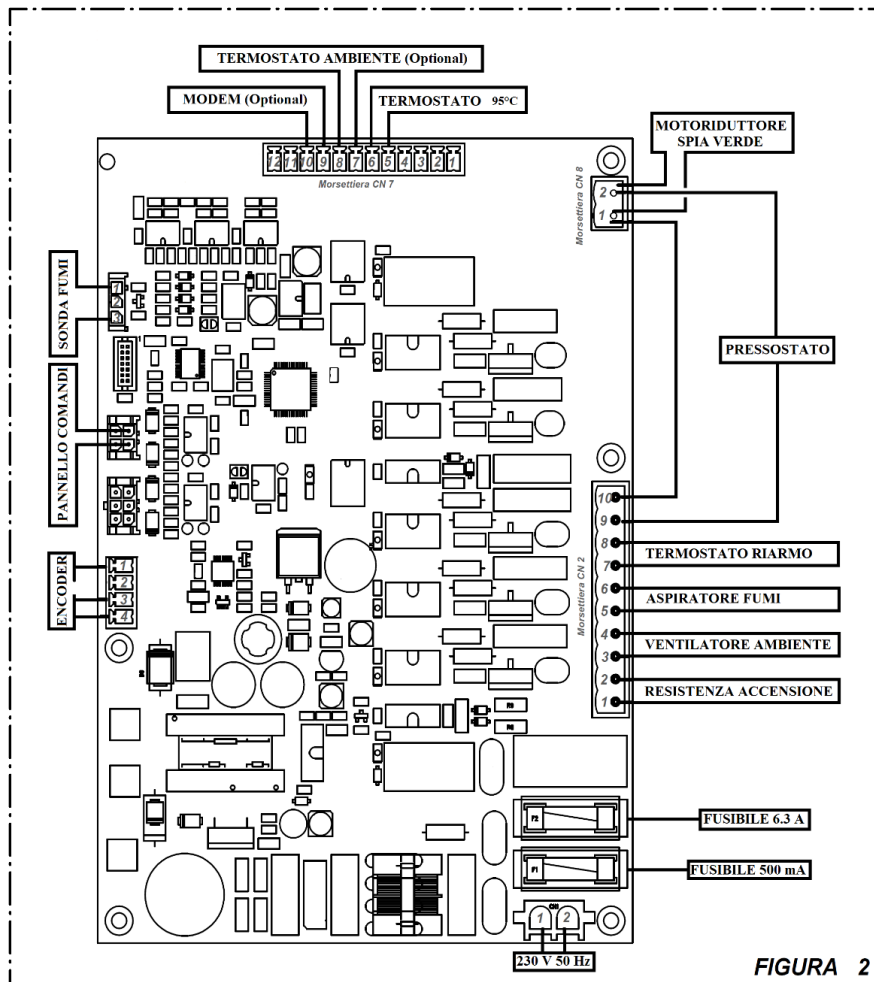 TERMOSTATO AMBIENTE (Optional)
MODEM (Optional)
TERMOSTATO 95°C
MOTORIDUTTORE
SPIA VERDE
12 11 10 9 8 7 6 5 4 3 2 1
Morsettiera CN 7
2
1
Morsettiera CN 8
SONDA FUMI
1
2
3
PRESSOSTATO
PANNELLO COMANDI
10
9
8
7
6
5
4
3
2
1
Morsettiera CN 2
TERMOSTATO RIARMO
ASPIRATORE FUMI
VENTILATORE AMBIENTE
RESISTENZA ACCENSIONE
ENCODER
1
2
3
4
F2
FUSIBILE 6.3 A
F1
FUSIBILE 500 mA
CN1
1 2
230 V 50 Hz
FIGURA 2